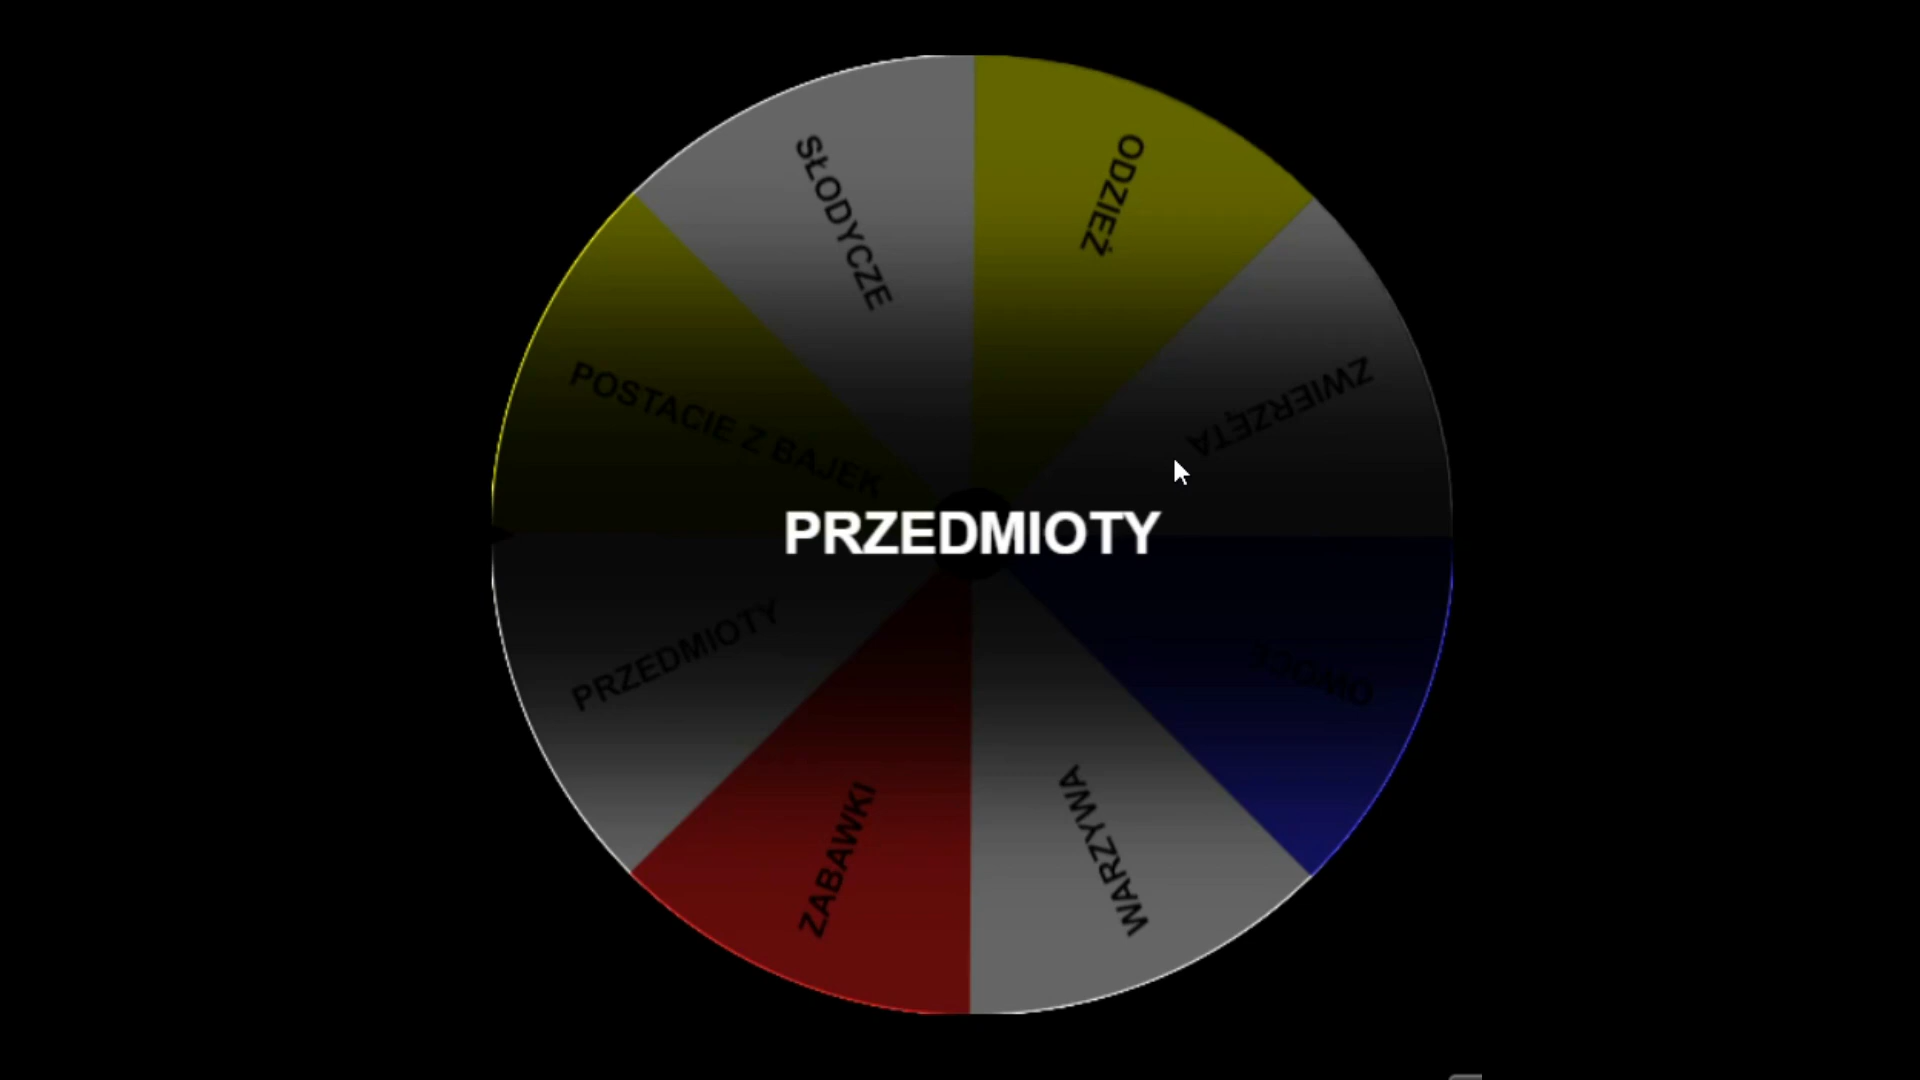 SŁODYCZE
ODZIEŻ
ZWIERZĘTA
POSTACIE Z BAJEK
PRZEDMIOTY
OWOCE
PRZEDMIOTY
ZABAWKI
WARZYWA